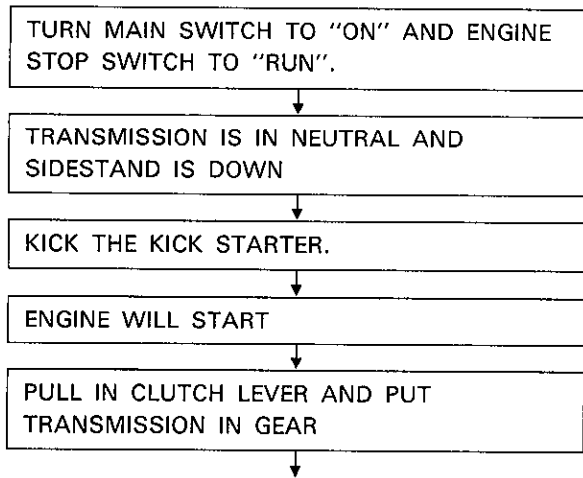 TURN MAIN SWITCH TO "ON" AND ENGINE
STOP SWITCH TO "RUN".
TRANSMISSION IS IN NEUTRAL AND
SIDESTAND IS DOWN
KICK THE KICK STARTER.
ENGINE WILL START
PULL IN CLUTCH LEVER AND PUT
TRANSMISSION IN GEAR